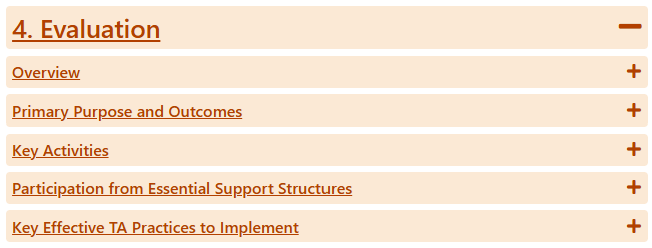 4. Evaluation
Overview
Primary Purpose and Outcomes
Key Activities
Participation from Essential Support Structures
Key Effective TA Practices to Implement